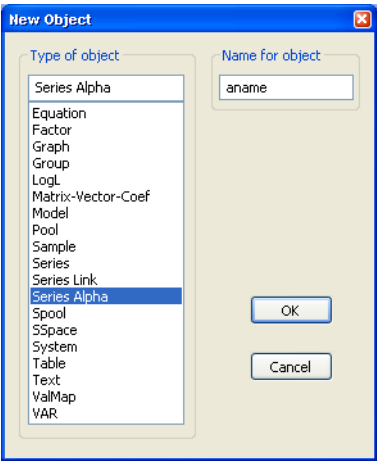 New Object
Type of object
Name for object
Series Alpha
aname
Equation
Factor
Graph
Group
LogL
Matrix-Vector-Coef
Model
Pool
Sample
Series
Series Link
Series Alpha
Spool
SSpace
System
Table
Text
ValMap
VAR
OK
Cancel